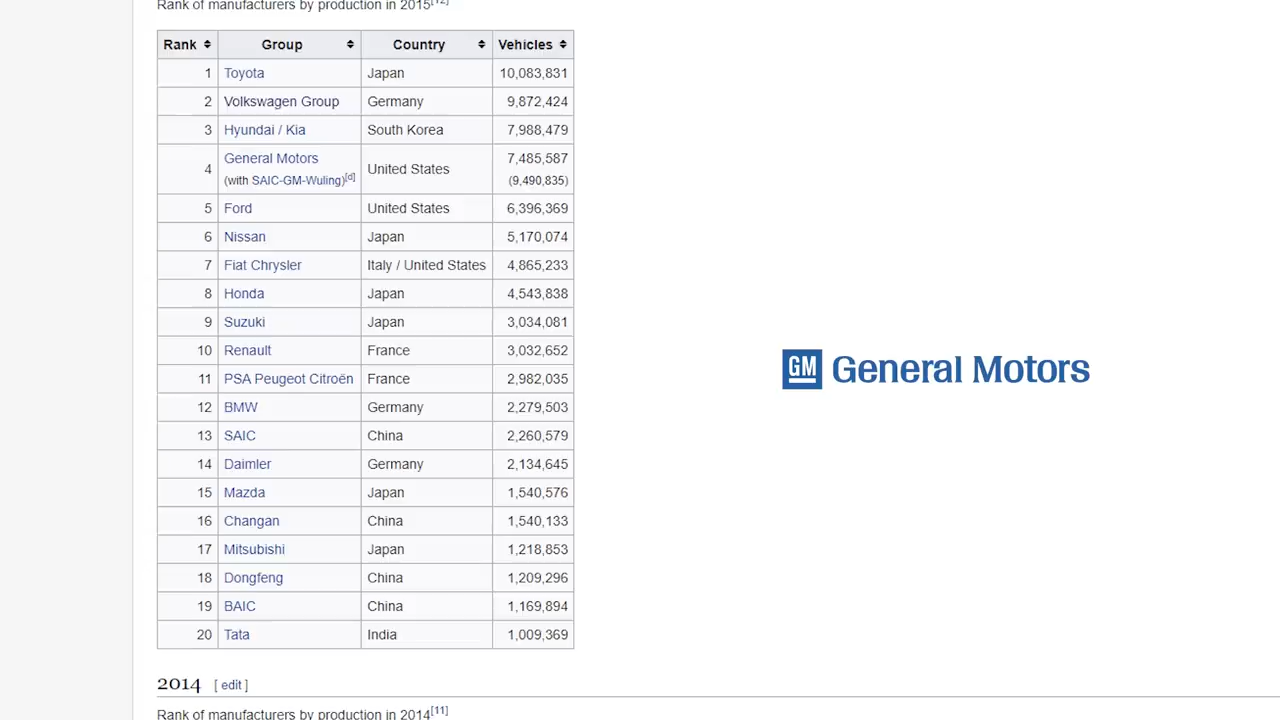 Rank of manufacturers by production in 2015[12]
Rank Group Country Vehicles
1 Toyota Japan 10,083,831
2 Volkswagen Group Germany 9,872,424
3 Hyundai / Kia South Korea 7,988,479
4 General Motors (with SAIC-GM-Wuling)[d] United States 7,485,587 (9,490,835)
5 Ford United States 6,396,369
6 Nissan Japan 5,170,074
7 Fiat Chrysler Italy / United States 4,865,233
8 Honda Japan 4,543,838
9 Suzuki Japan 3,034,081
10 Renault France 3,032,652
11 PSA Peugeot Citroën France 2,982,035
12 BMW Germany 2,279,503
13 SAIC China 2,260,579
14 Daimler Germany 2,134,645
15 Mazda Japan 1,540,576
16 Changan China 1,540,133
17 Mitsubishi Japan 1,218,853
18 Dongfeng China 1,209,296
19 BAIC China 1,169,894
20 Tata India 1,009,369
GM General Motors
2014 [ edit ]
Rank of manufacturers by production in 2014[11]